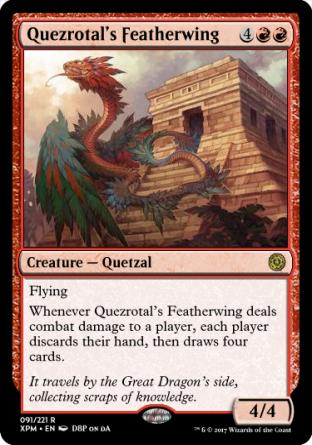 Quezrotal's Featherwing 4
Creature — Quetzal
Flying
Whenever Quezrotal's Featherwing deals
combat damage to a player, each player
discards their hand, then draws four
cards.
It travels by the Great Dragon's side,
collecting scraps of knowledge.
4/4
091/221 R
XPM • EN DBP ON DA
™ & © 2017 Wizards of the Coast